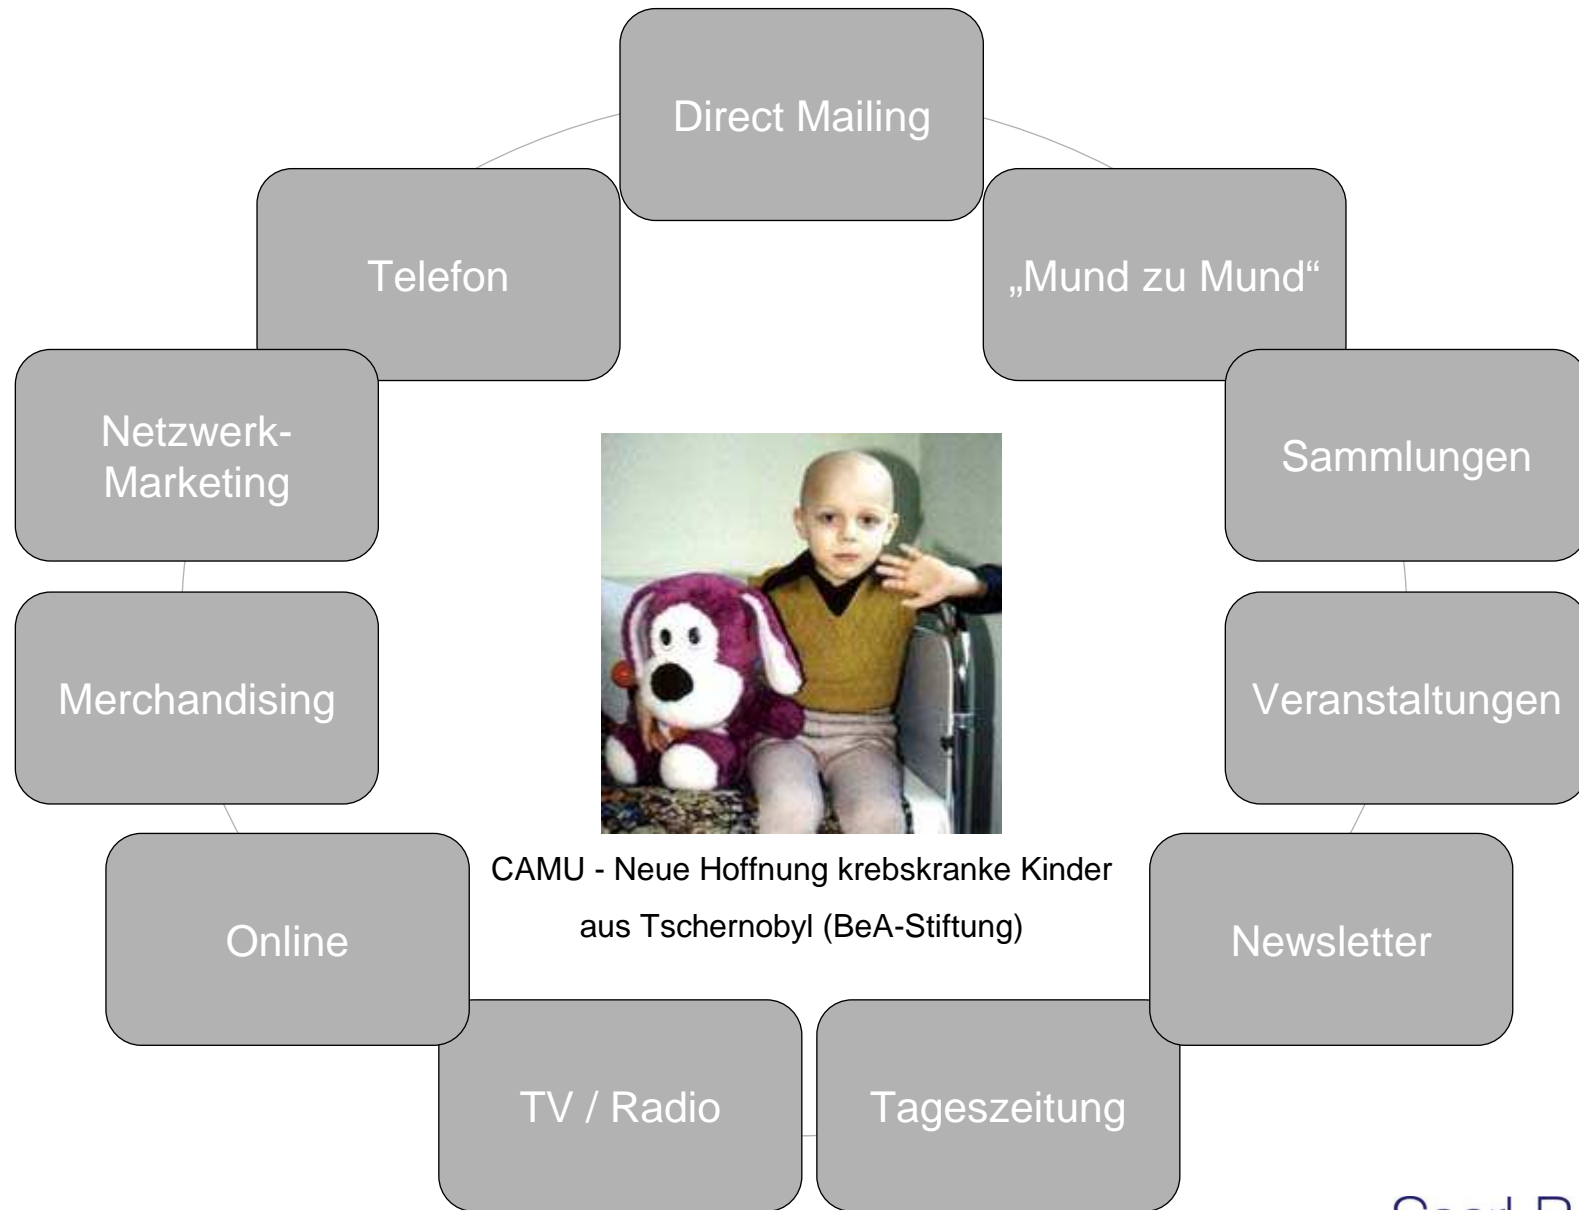 Direct Mailing
Telefon
„Mund zu Mund“
Netzwerk-
Marketing
Sammlungen
Merchandising
Veranstaltungen
CAMU - Neue Hoffnung krebskranke Kinder
aus Tschernobyl (BeA-Stiftung)
Online
Newsletter
TV / Radio
Tageszeitung